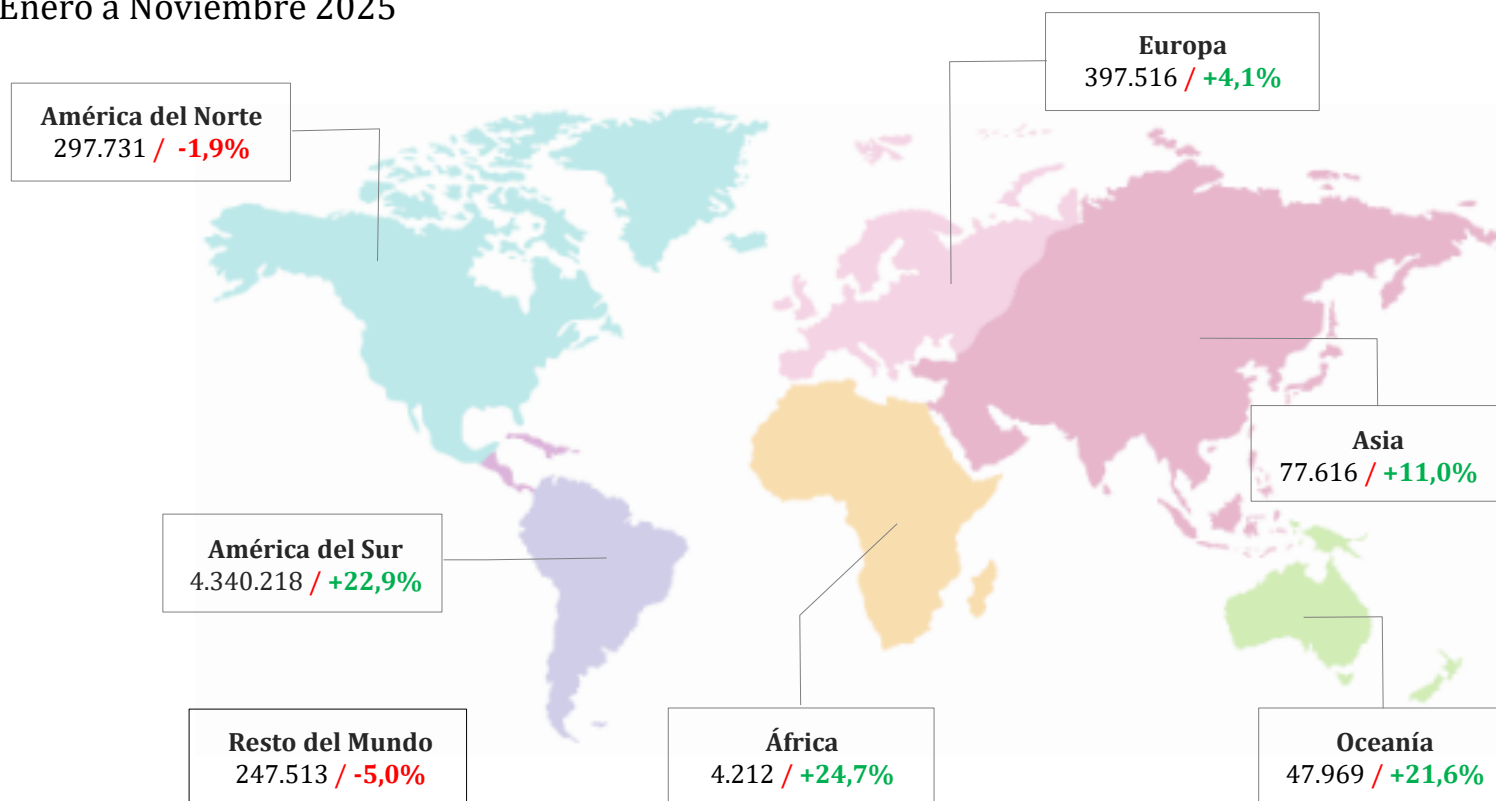 Enero a Noviembre 2025
Europa
397.516 / +4,1%
América del Norte
297.731 / -1,9%
Asia
77.616 / +11,0%
América del Sur
4.340.218 / +22,9%
Resto del Mundo
247.513 / -5,0%
África
4.212 / +24,7%
Oceanía
47.969 / +21,6%